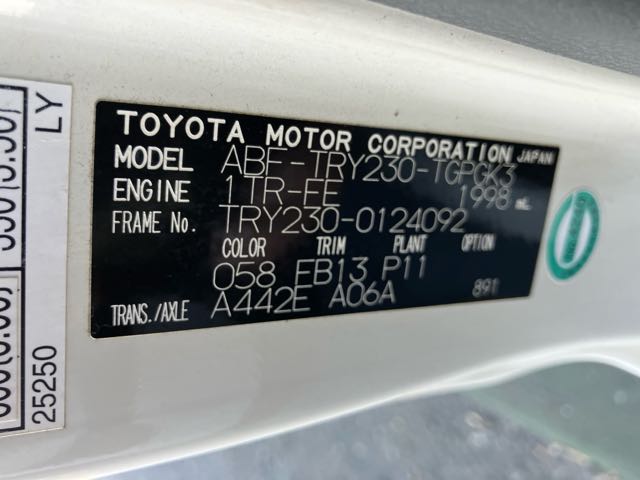 TOYOTA MOTOR CORPORATION JAPAN
MODEL ABF-TRY230-TGPGK3
ENGINE 1TR-FE 1998 mL
FRAME NO. TRY230-0124092
COLOR TRIM PLANT OPTION
058 FB13 P11
TRANS./AXLE A442E A06A 891
LY
25250